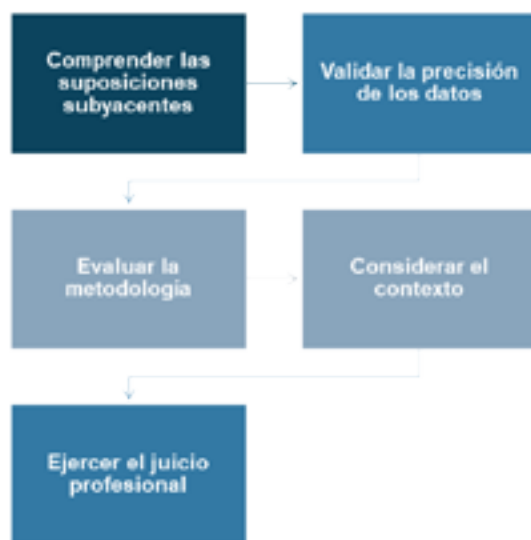 Comprender las
suposiciones
subyacentes
Validar la precisión
de los datos
Evaluar la
metodologia
Considerar el
contexto
Ejercer el juicio
profesional